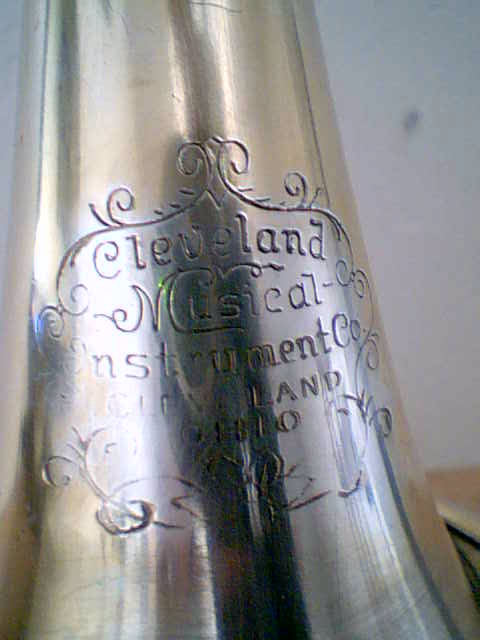 Cleveland
Musical
Instrument Co
CLEVELAND
OHIO